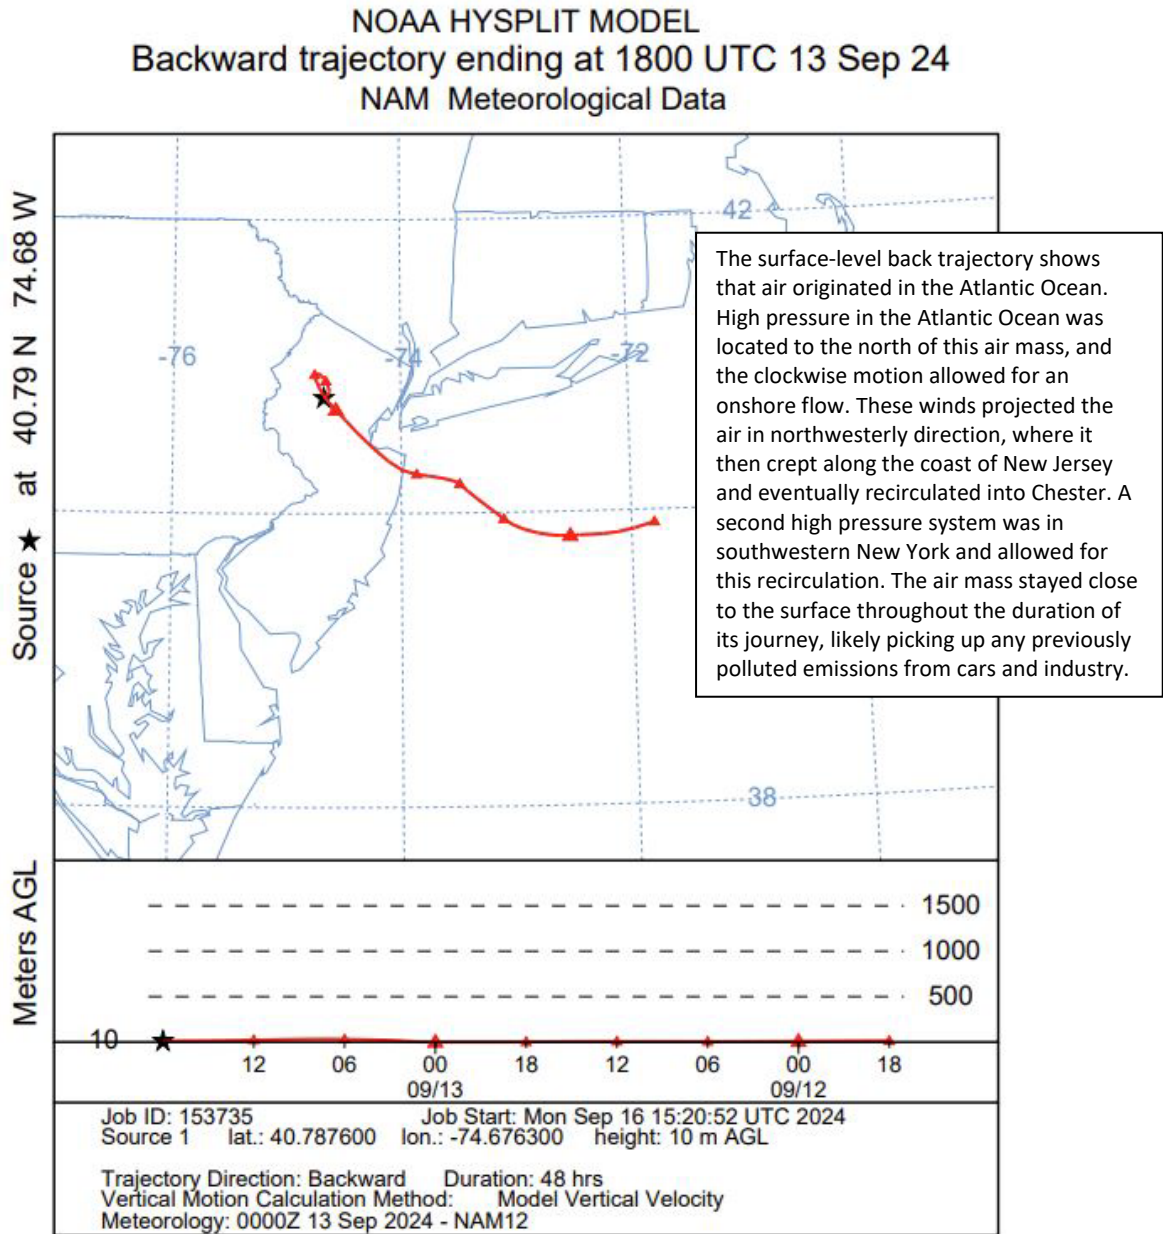 NOAA HYSPLIT MODEL
Backward trajectory ending at 1800 UTC 13 Sep 24
NAM Meteorological Data
Source ★ at 40.79 N 74.68 W
42
-76
-74
-72
38
The surface-level back trajectory shows
that air originated in the Atlantic Ocean.
High pressure in the Atlantic Ocean was
located to the north of this air mass, and
the clockwise motion allowed for an
onshore flow. These winds projected the
air in northwesterly direction, where it
then crept along the coast of New Jersey
and eventually recirculated into Chester. A
second high pressure system was in
southwestern New York and allowed for
this recirculation. The air mass stayed close
to the surface throughout the duration of
its journey, likely picking up any previously
polluted emissions from cars and industry.
Meters AGL
1500
1000
500
10
12 06 00 18 12 06 00 18
09/13 09/12
Job ID: 153735 Job Start: Mon Sep 16 15:20:52 UTC 2024
Source 1 lat.: 40.787600 lon.: -74.676300 height: 10 m AGL
Trajectory Direction: Backward Duration: 48 hrs
Vertical Motion Calculation Method: Model Vertical Velocity
Meteorology: 0000Z 13 Sep 2024 - NAM12